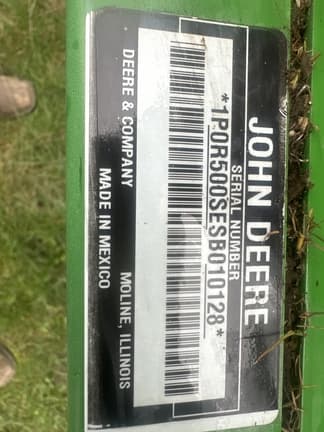 JOHN DEERE
SERIAL NUMBER
*1P0R500SESB010128*
DEERE & COMPANY MOLINE, ILLINOIS
MADE IN MEXICO